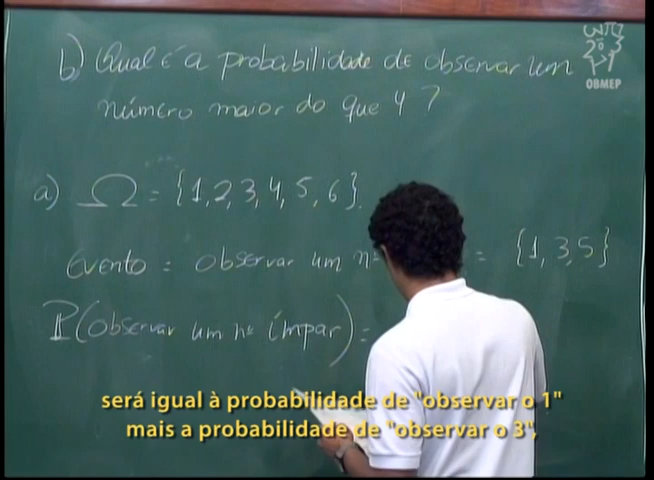 b) Qual é a probabilidade de observar um
número maior do que 4 ?
OBMEP
a) Ω = {1, 2, 3, 4, 5, 6}.
Evento = observar um nº = {1, 3, 5}
P(observar um nº ímpar) =
será igual à probabilidade de "observar o 1"
mais a probabilidade de "observar o 3",